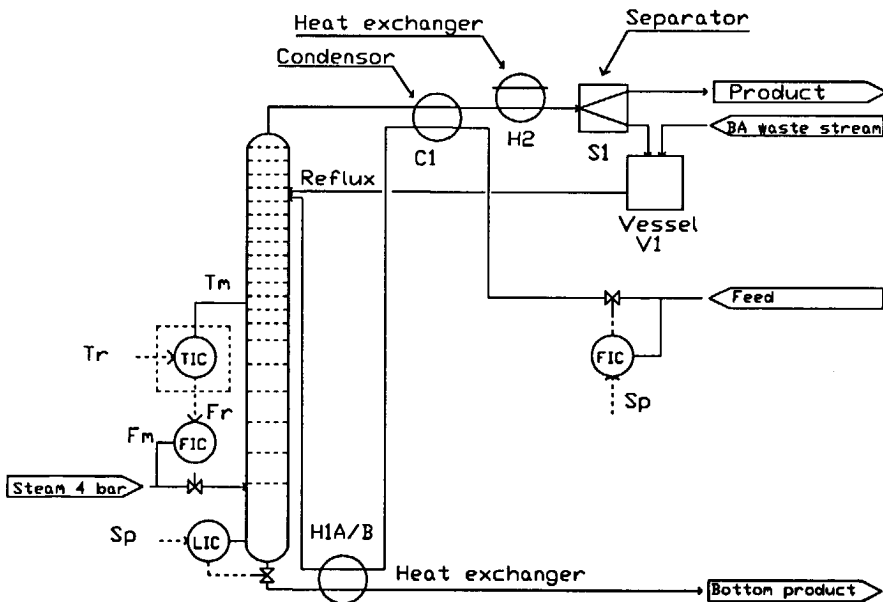 Heat exchanger
Separator
Condensor
Product
BA waste stream
H2
S1
C1
Reflux
Vessel
V1
Tm
Feed
Tr
TIC
FIC
Fr
Sp
Fm
FIC
Steam 4 bar
Sp
LIC
H1A/B
Heat exchanger
Bottom product